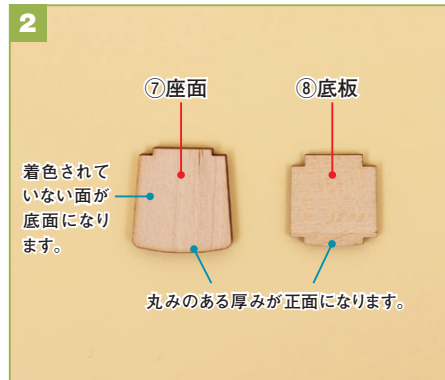 2
⑦座面
⑧底板
着色されて
いない面が
底面になり
ます。
丸みのある厚みが正面になります。